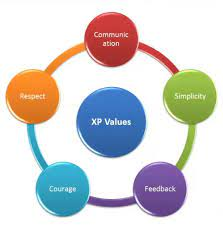 Communic
ation
Respect
Simplicity
XP Values
Courage
Feedback